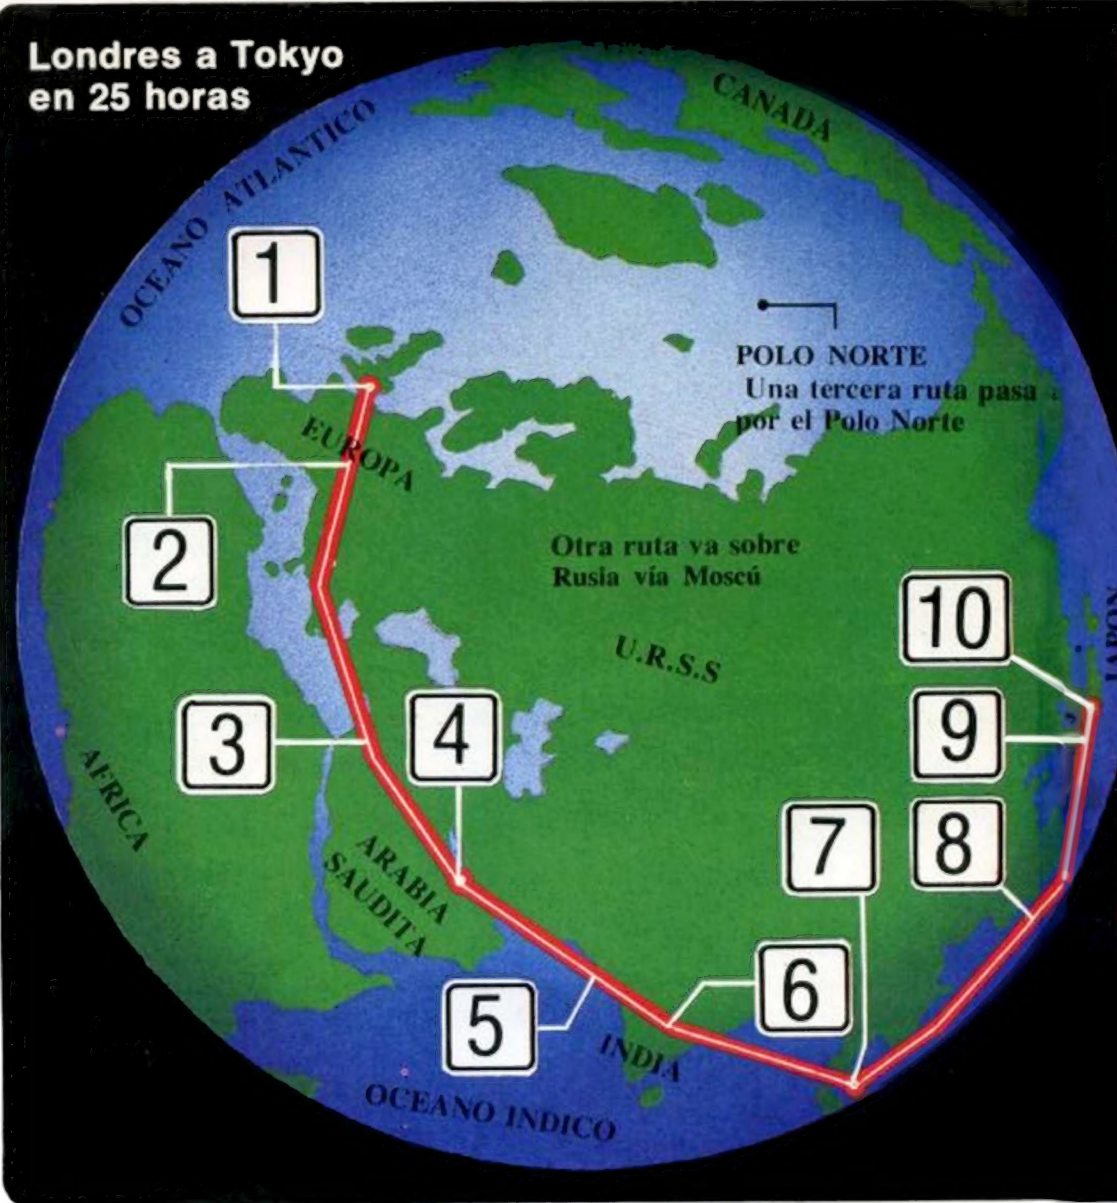 Londres a Tokyo
en 25 horas
OCEANO ATLANTICO
CANADA
1
POLO NORTE
Una tercera ruta pasa
por el Polo Norte
EUROPA
2
Otra ruta va sobre
Rusia vía Moscú
10
JAPON
U.R.S.S
3
4
9
AFRICA
7
8
ARABIA
SAUDITA
5
6
INDIA
OCEANO INDICO